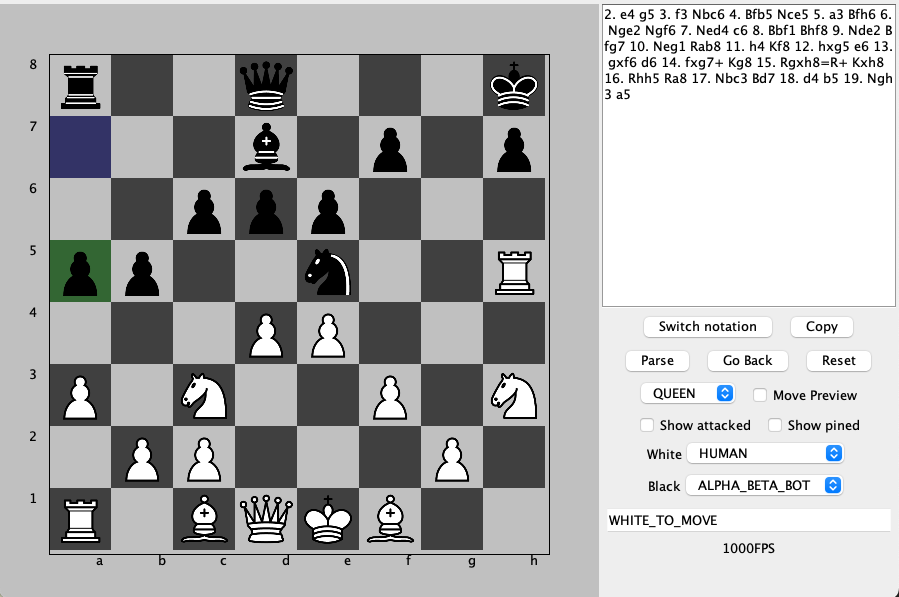 8
7
6
5
4
3
2
1
a b c d e f g h
2. e4 g5 3. f3 Nbc6 4. Bfb5 Nce5 5. a3 Bfh6 6.
Nge2 Ngf6 7. Ned4 c6 8. Bbf1 Bhf8 9. Nde2 B
fg7 10. Neg1 Rab8 11. h4 Kf8 12. hxg5 e6 13.
gxf6 d6 14. fxg7+ Kg8 15. Rgxh8=R+ Kxh8
16. Rhh5 Ra8 17. Nbc3 Bd7 18. d4 b5 19. Ngh
3 a5
Switch notation Copy
Parse Go Back Reset
QUEEN Move Preview
Show attacked Show pined
White HUMAN
Black ALPHA_BETA_BOT
WHITE_TO_MOVE
1000FPS